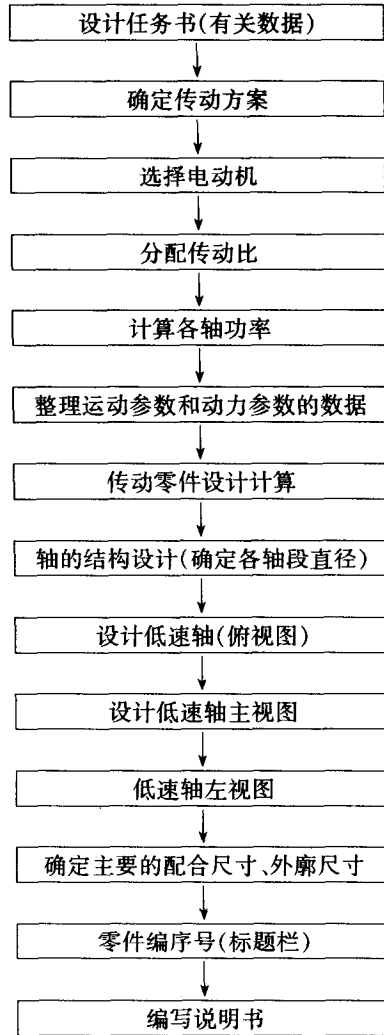 设计任务书(有关数据)
确定传动方案
选择电动机
分配传动比
计算各轴功率
整理运动参数和动力参数的数据
传动零件设计计算
轴的结构设计(确定各轴段直径)
设计低速轴(俯视图)
设计低速轴主视图
低速轴左视图
确定主要的配合尺寸、外廓尺寸
零件编序号(标题栏)
编写说明书